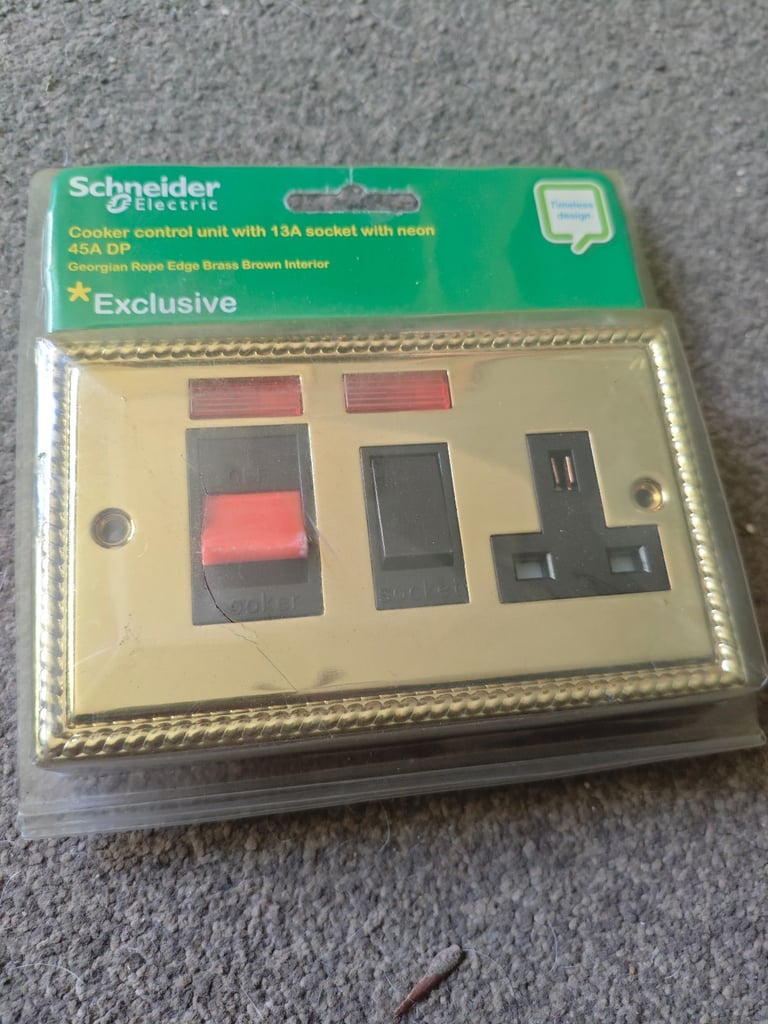 Schneider
Electric
Timeless
design
Cooker control unit with 13A socket with neon
45A DP
Georgian Rope Edge Brass Brown Interior
*Exclusive
socket